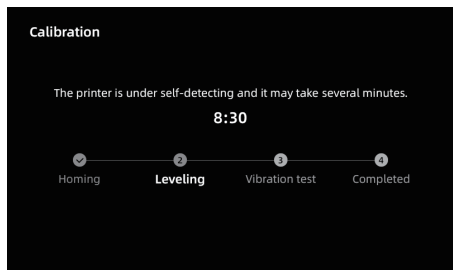 Calibration
The printer is under self-detecting and it may take several minutes.
8:30
2 3 4
Homing Leveling Vibration test Completed